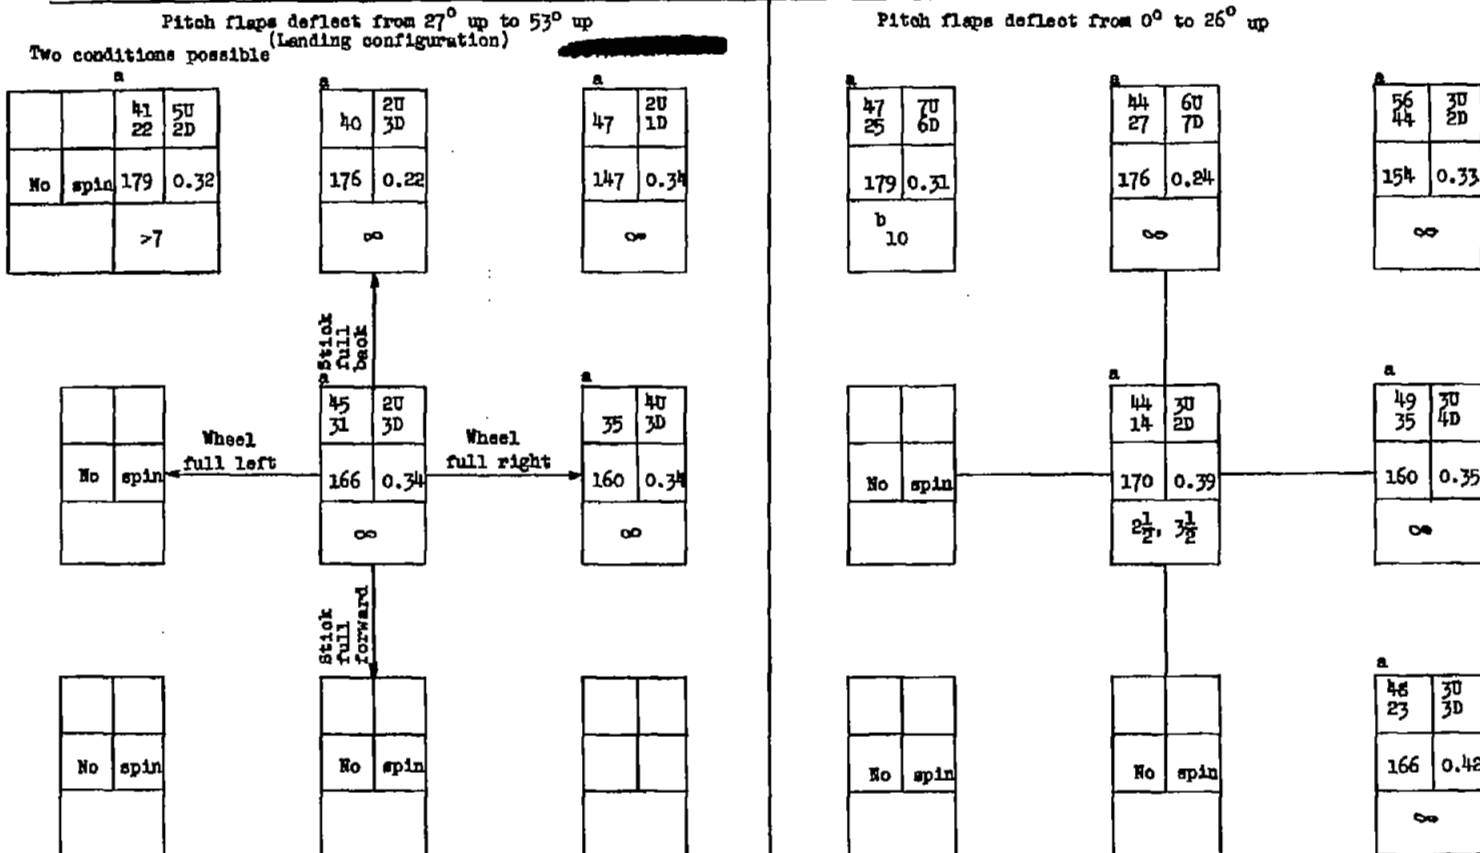 Pitch flaps deflect from 27° up to 53° up
(Landing configuration)
Two conditions possible
a
41 5U
22 2D
No spin 179 0.32
>7
a
2U
40 3D
176 0.22
∞
a
2U
47 1D
147 0.34
∞
Stick
full
back
No spin
Wheel
full left
a
45 2U
31 3D
166 0.34
∞
Wheel
full right
a
4U
35 3D
160 0.34
∞
Stick
full
forward
No spin
No spin
Pitch flaps deflect from 0° to 26° up
a
47 7U
25 6D
179 0.31
b
10
a
44 6U
27 7D
176 0.24
∞
a
56 3U
44 2D
154 0.33
∞
No spin
a
44 3U
14 2D
170 0.39
2½, 3½
a
49 3U
35 4D
160 0.35
∞
No spin
No spin
a
48 3U
23 3D
166 0.42
∞